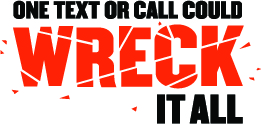 ONE TEXT OR CALL COULD
WRECK
IT ALL